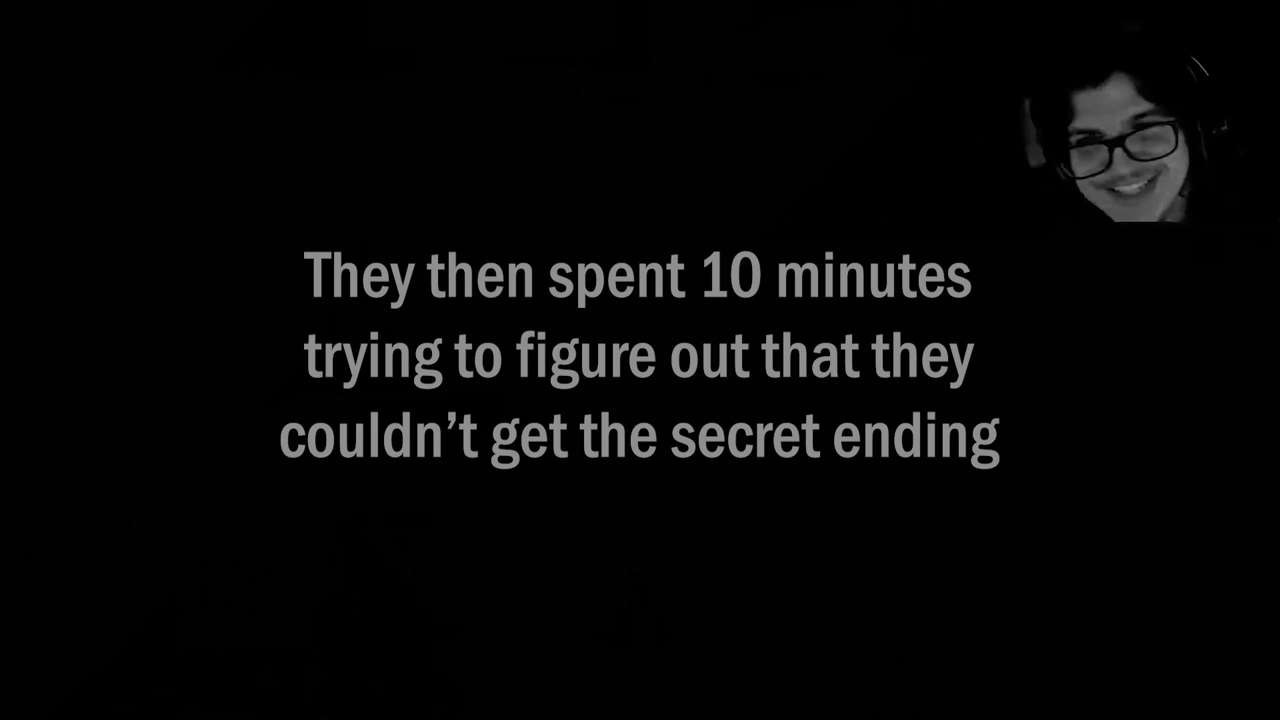 They then spent 10 minutes
trying to figure out that they
couldn’t get the secret ending